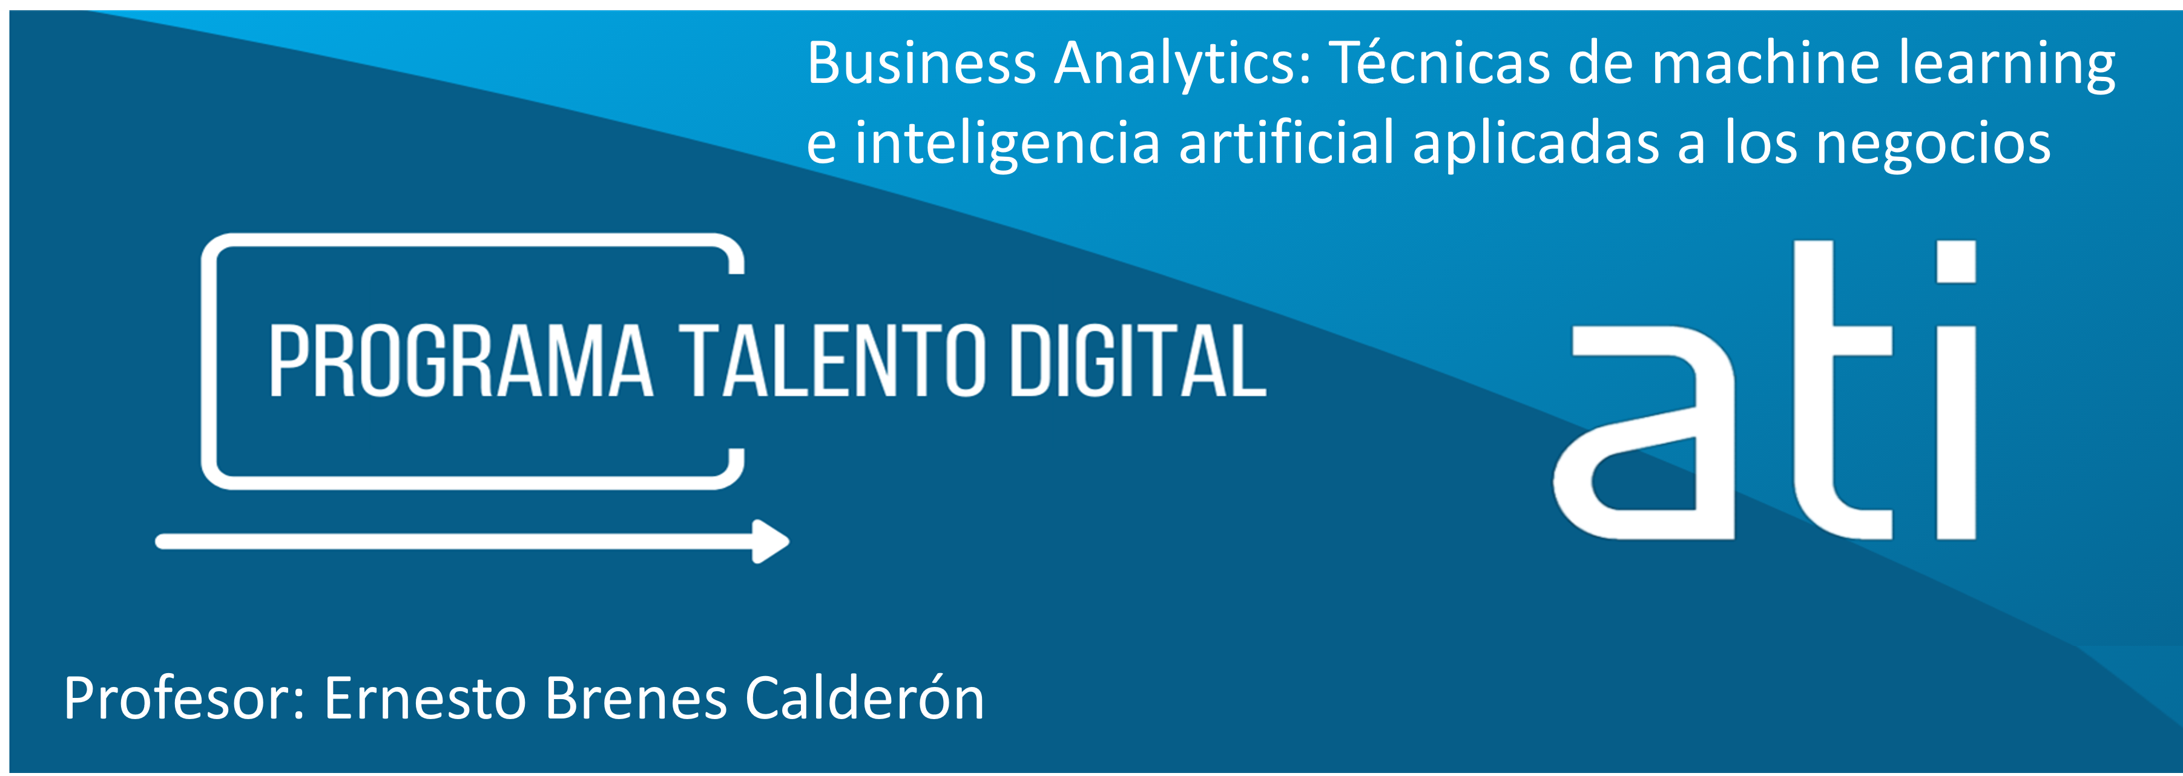 Business Analytics: Técnicas de machine learning
e inteligencia artificial aplicadas a los negocios
PROGRAMA TALENTO DIGITAL
ati
Profesor: Ernesto Brenes Calderón